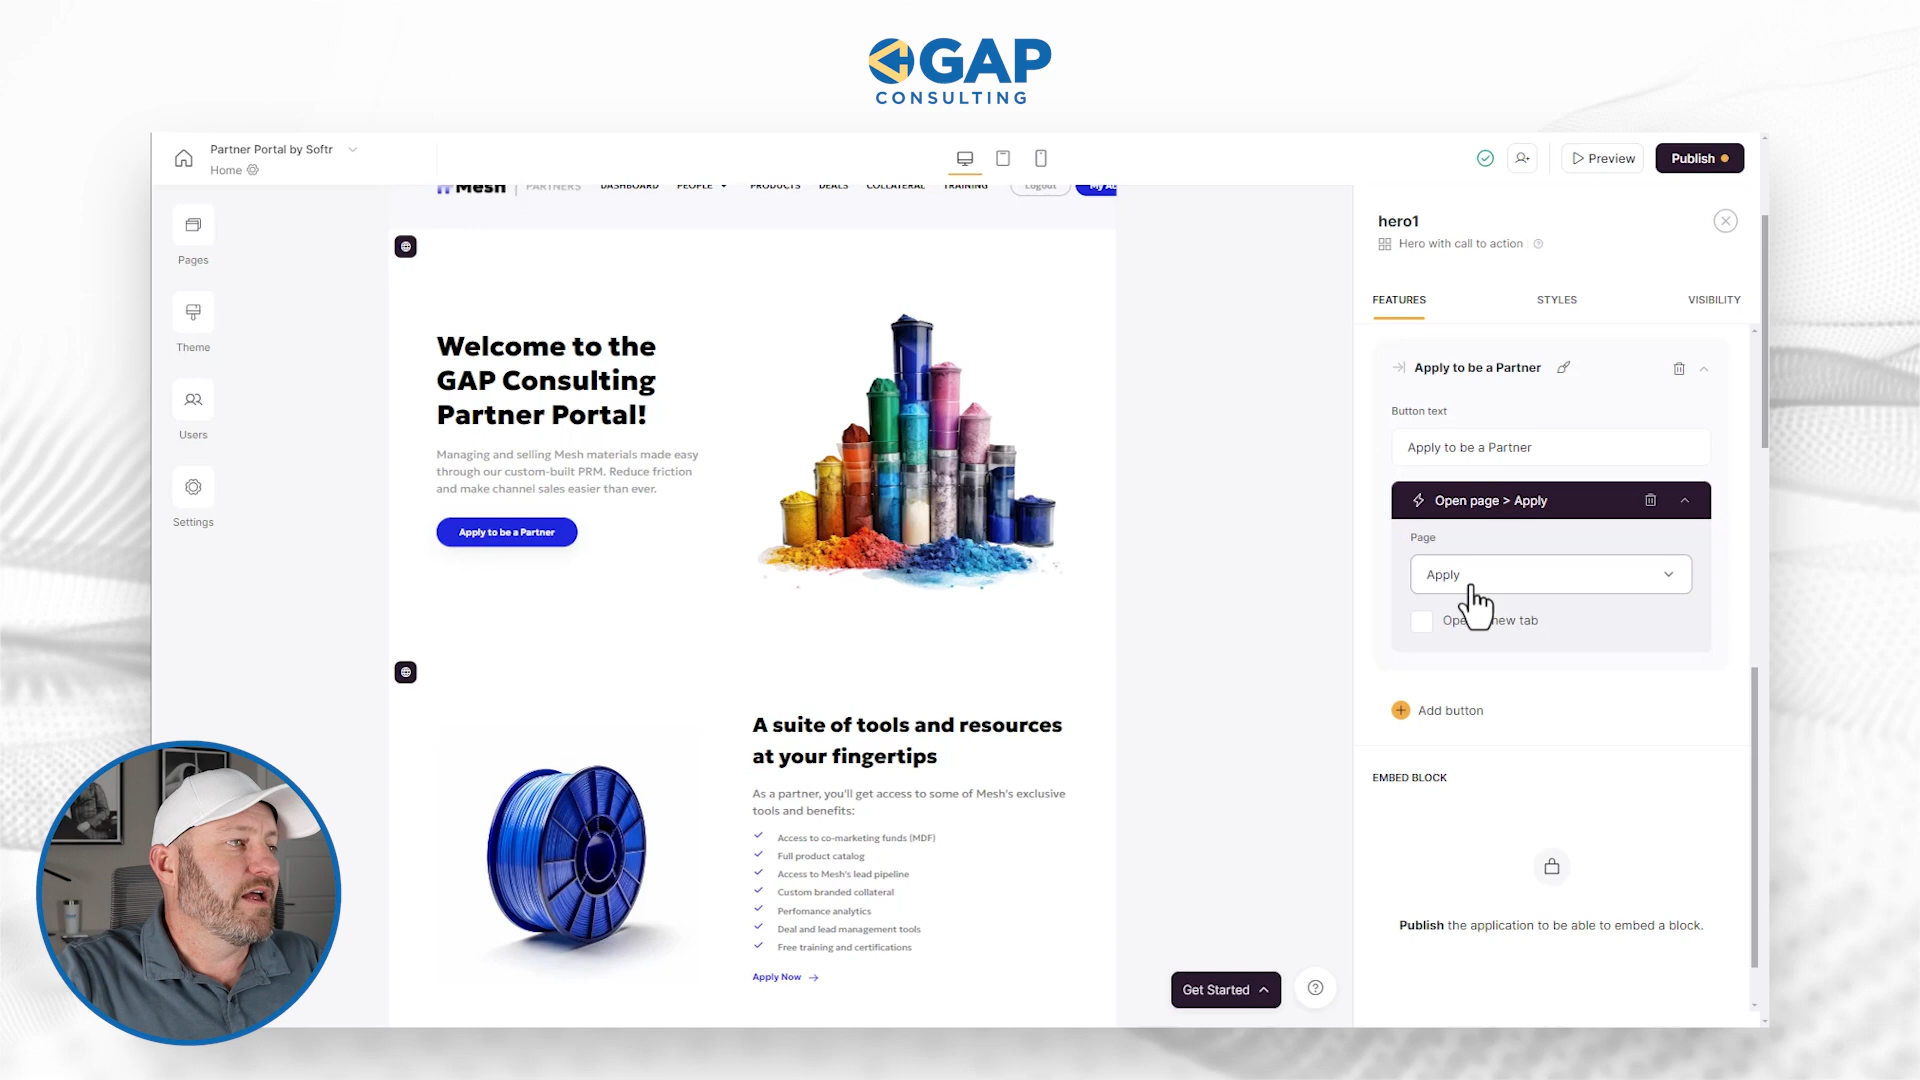 GAP
CONSULTING
Partner Portal by Softr
Home
Preview
Publish
Mesh | PARTNERS DASHBOARD PEOPLE PRODUCTS DEALS COLLATERAL TRAINING Logout
Pages
Theme
Users
Settings
Welcome to the
GAP Consulting
Partner Portal!
Managing and selling Mesh materials made easy
through our custom-built PRM. Reduce friction
and make channel sales easier than ever.
Apply to be a Partner
A suite of tools and resources
at your fingertips
As a partner, you'll get access to some of Mesh's exclusive
tools and benefits:
Access to co-marketing funds (MDF)
Full product catalog
Access to Mesh's lead pipeline
Custom branded collateral
Perfomance analytics
Deal and lead management tools
Free training and certifications
Apply Now
Get Started
hero1
Hero with call to action
FEATURES
STYLES
VISIBILITY
Apply to be a Partner
Button text
Apply to be a Partner
Open page > Apply
Page
Apply
new tab
Add button
EMBED BLOCK
Publish the application to be able to embed a block.